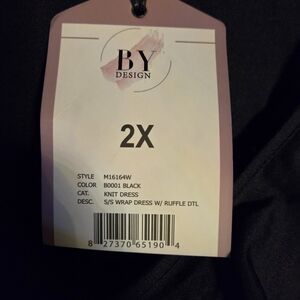 BY
DESIGN
2X
STYLE M16164W
COLOR B0001 BLACK
CAT. KNIT DRESS
DESC. S/S WRAP DRESS W/ RUFFLE DTL
8 27370 65190 4